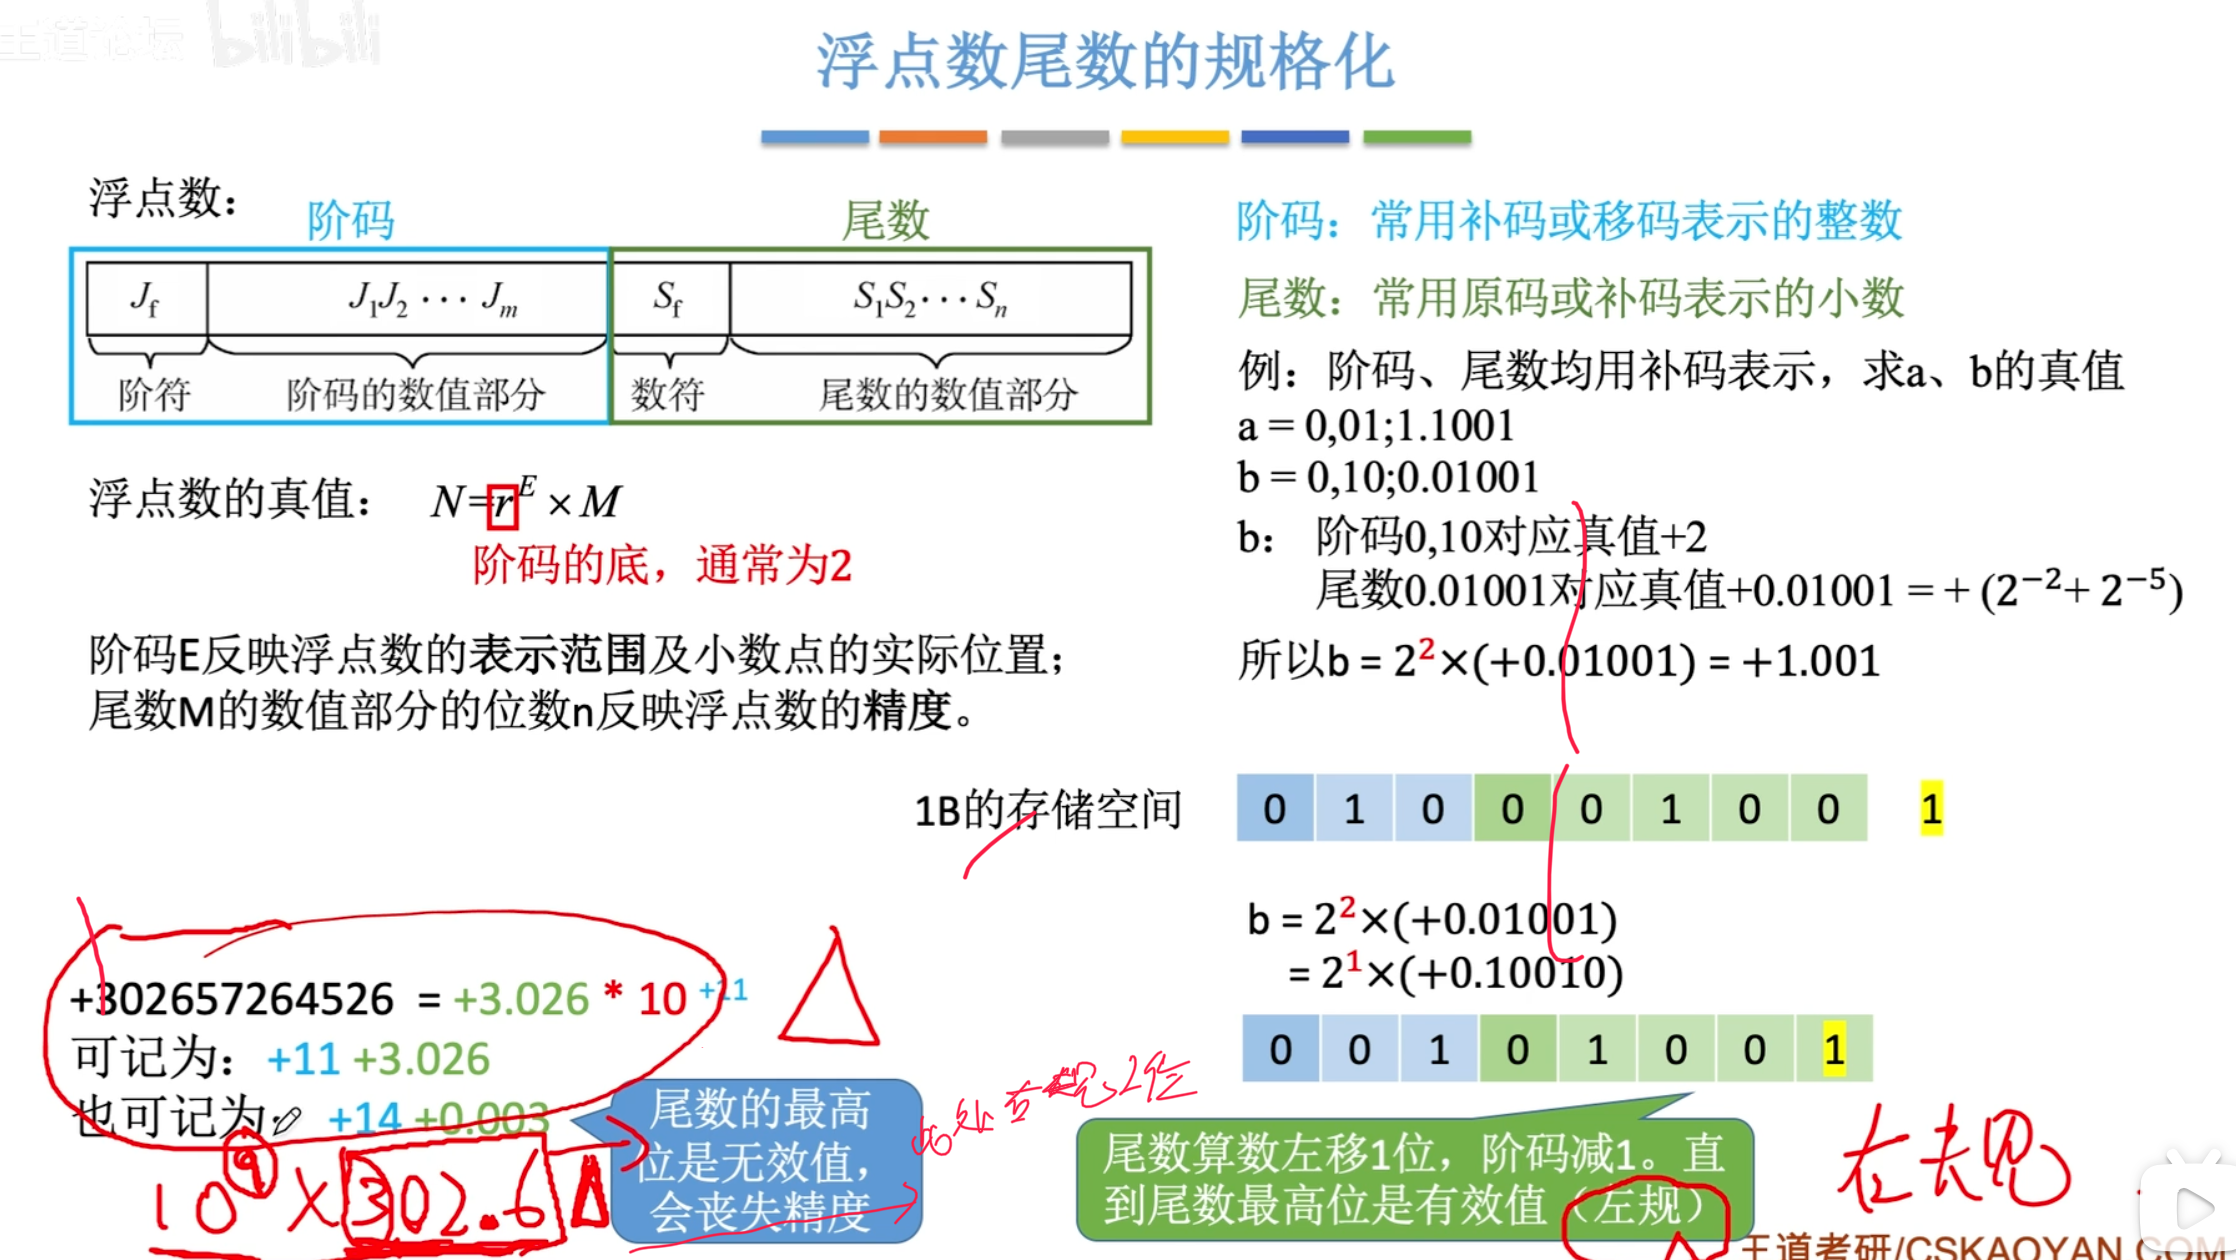 王道论坛 bilibili
浮点数尾数的规格化
浮点数：
阶码 尾数
J_f J_1J_2 ··· J_m S_f S_1S_2···S_n
阶符 阶码的数值部分 数符 尾数的数值部分
浮点数的真值： N=r^E ×M
阶码的底，通常为2
阶码E反映浮点数的表示范围及小数点的实际位置；
尾数M的数值部分的位数n反映浮点数的精度。
阶码：常用补码或移码表示的整数
尾数：常用原码或补码表示的小数
例：阶码、尾数均用补码表示，求a、b的真值
a = 0,01;1.1001
b = 0,10;0.01001
b： 阶码0,10对应真值+2
尾数0.01001对应真值+0.01001 = + (2^−2+ 2^−5)
所以b = 2^2×(+0.01001) = +1.001
1B的存储空间 0 1 0 0 0 1 0 0 1
b = 2^2×(+0.01001)
= 2^1×(+0.10010)
0 0 1 0 1 0 0 1
+302657264526 = +3.026 * 10 +11
可记为：+11 +3.026
也可记为： +14 +0.003
10^9 × 302.6
尾数的最高
位是无效值，
会丧失精度
右规2位
尾数算数左移1位，阶码减1。直
到尾数最高位是有效值（左规）
右规
王道考研/CSKAOYAN.COM